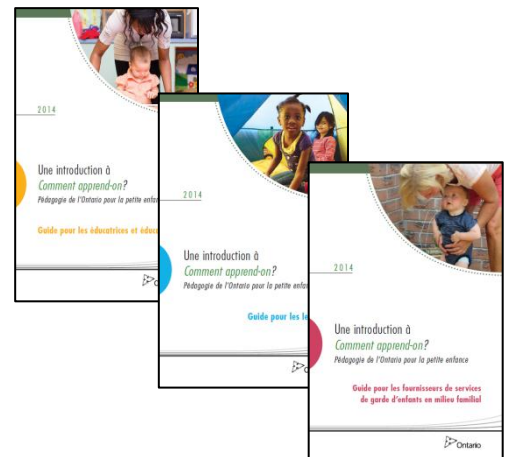 2014
Une introduction à
Comment apprend-on?
Pédagogie de l'Ontario pour la petite
Guide pour les éducatrices et
2014
Une introduction à
Comment apprend-on?
Pédagogie de l'Ontario pour la petite
Guide pour les
2014
Une introduction à
Comment apprend-on?
Pédagogie de l'Ontario pour la petite enfance
Guide pour les fournisseurs de services
de garde d'enfants en milieu familial
Ontario